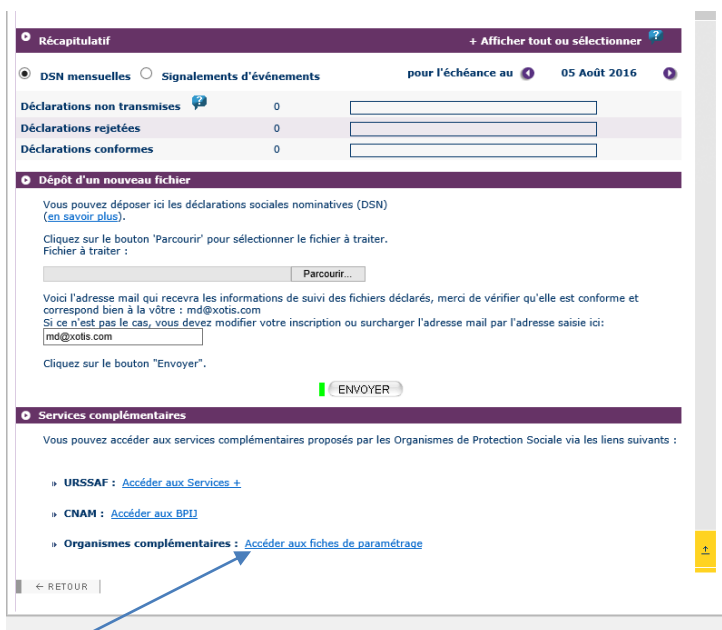 Récapitulatif + Afficher tout ou sélectionner ?
DSN mensuelles Signalements d'événements pour l'échéance au 05 Août 2016
Déclarations non transmises ? 0
Déclarations rejetées 0
Déclarations conformes 0
Dépôt d'un nouveau fichier
Vous pouvez déposer ici les déclarations sociales nominatives (DSN)
(en savoir plus).
Cliquez sur le bouton 'Parcourir' pour sélectionner le fichier à traiter.
Fichier à traiter :
Parcourir...
Voici l'adresse mail qui recevra les informations de suivi des fichiers déclarés, merci de vérifier qu'elle est conforme et
correspond bien à la vôtre : md@xotis.com
Si ce n'est pas le cas, vous devez modifier votre inscription ou surcharger l'adresse mail par l'adresse saisie ici:
md@xotis.com
Cliquez sur le bouton "Envoyer".
ENVOYER
Services complémentaires
Vous pouvez accéder aux services complémentaires proposés par les Organismes de Protection Sociale via les liens suivants :
URSSAF : Accéder aux Services +
CNAM : Accéder aux BPIJ
Organismes complémentaires : Accéder aux fiches de paramétrage
← RETOUR